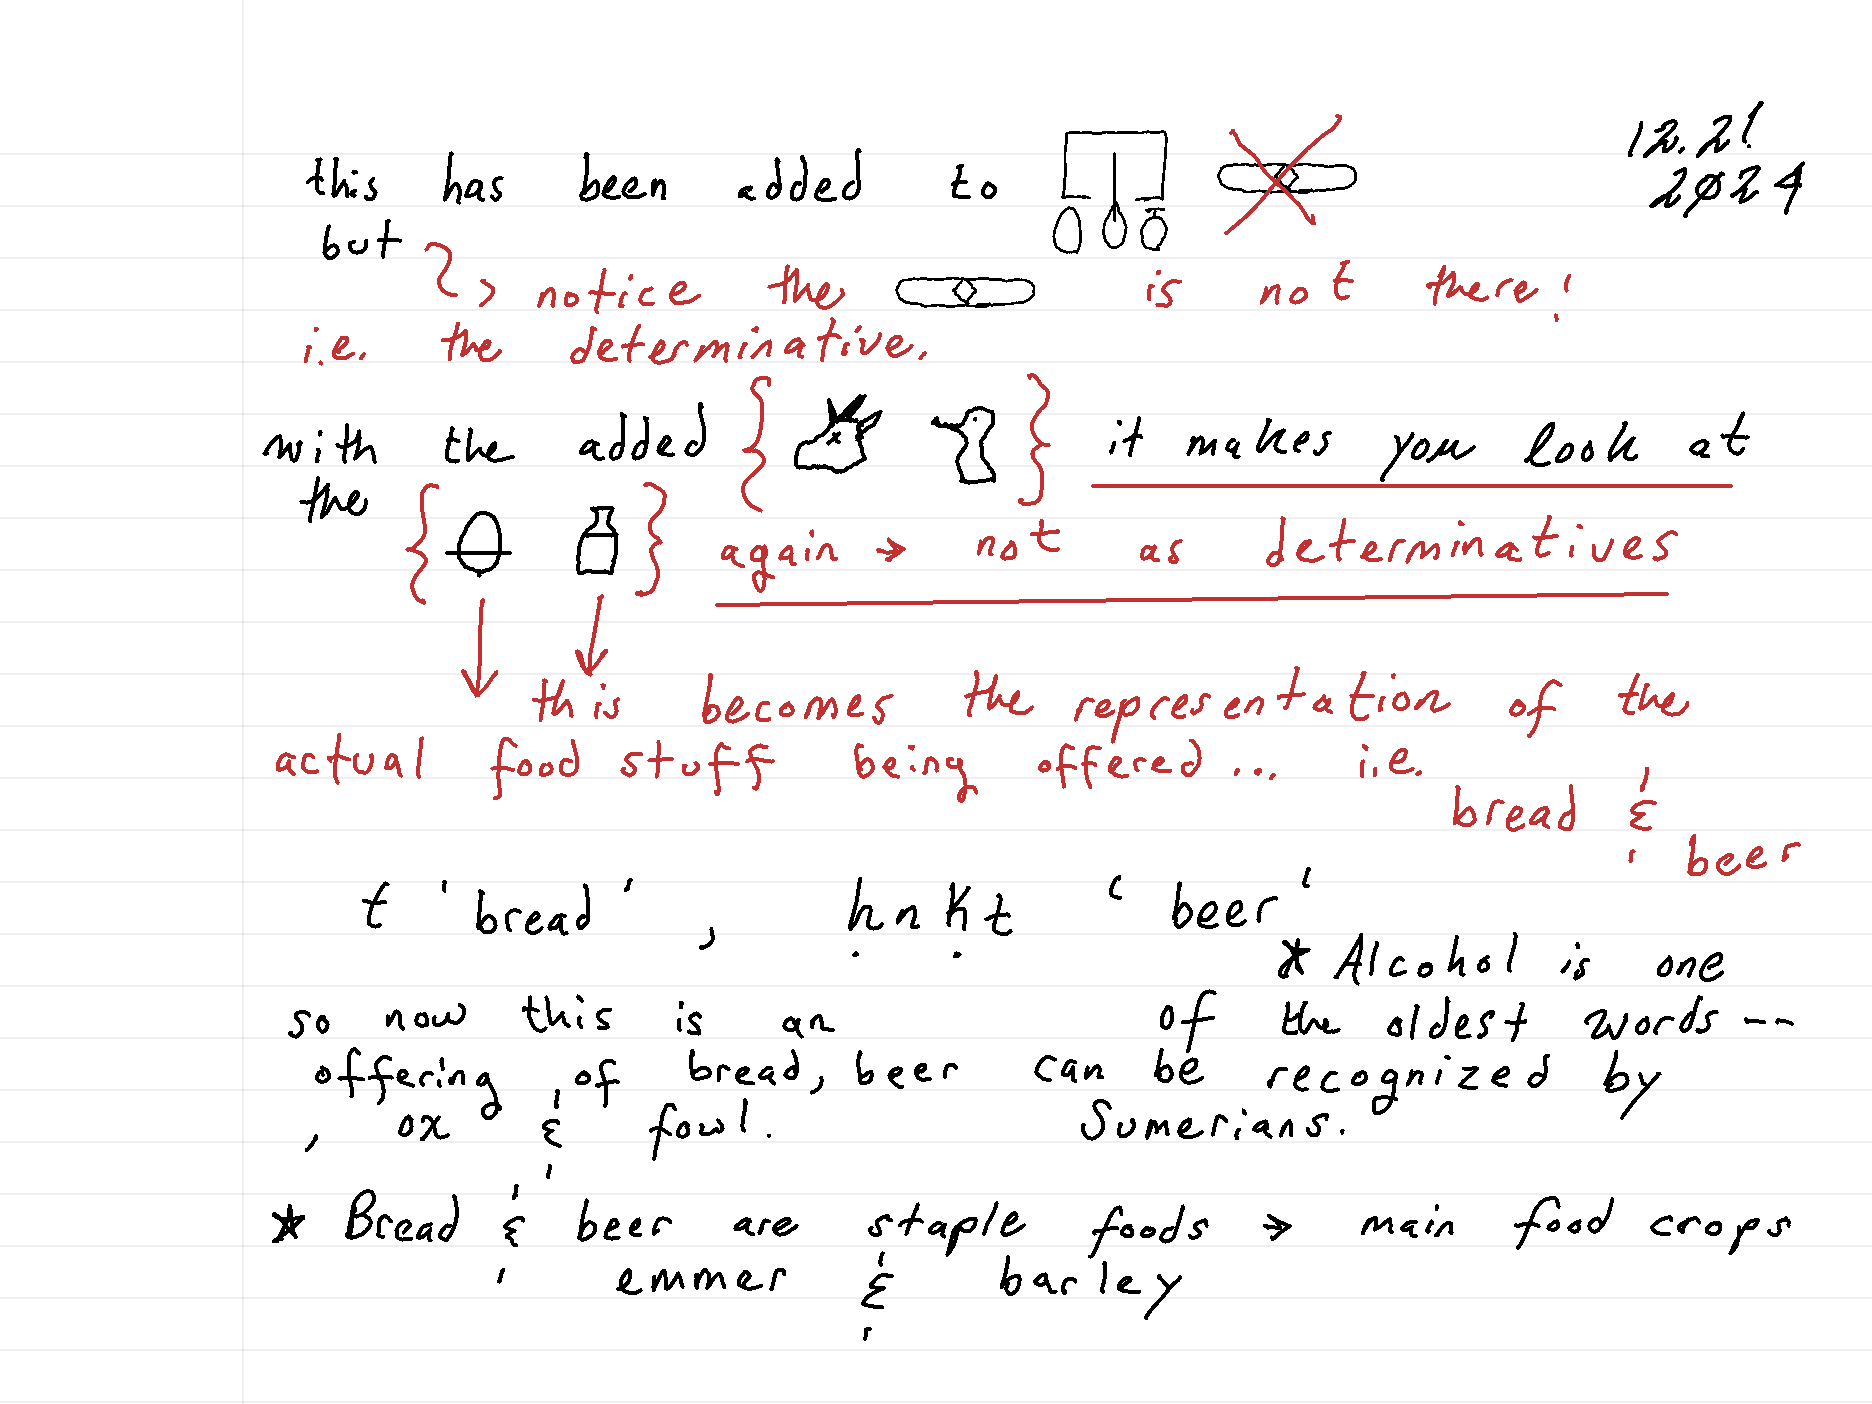 12.21
2024
this has been added to
but
notice the is not there!
i.e. the determinative.
with the added { } it makes you look at
the { } again → not as determinatives
this becomes the representation of the
actual food stuff being offered... i.e.
bread &
beer
t 'bread', ḥnḳt 'beer'
* Alcohol is one
so now this is an
of the oldest words --
offering of bread, beer
can be recognized by
, ox & fowl.
Sumerians.
* Bread & beer are staple foods → main food crops
emmer & barley